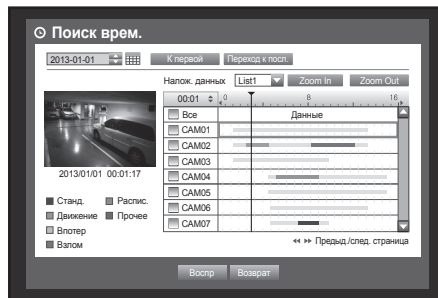 Поиск врем.
2013-01-01
К первой
Переход к посл.
Налож. данных
List1
Zoom In
Zoom Out
00:01
0
8
16
Все
Данные
CAM01
CAM02
CAM03
CAM04
CAM05
CAM06
CAM07
2013/01/01 00:01:17
Станд.
Распис.
Движение
Прочее
Впотер
Взлом
Предыд./след. страница
Воспр
Возврат